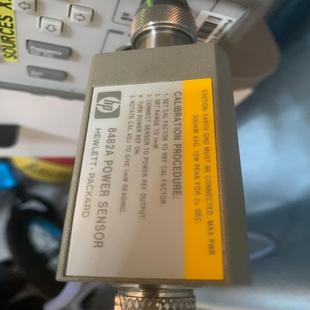 SOURCES
hp
8482A POWER SENSOR
HEWLETT - PACKARD
CALIBRATION PROCEDURE:
1. SET CAL FACTOR TO REF CAL FACTOR
2. SET RANGE TO 1mW
3. CONNECT SENSOR TO POWER REF OUTPUT
4. TURN POWER REF ON
5. ROTATE CAL ADJ TO GIVE 1mW READING.
CAUTION: EARTH GND MUST BE CONNECTED. MAX. PWR
300mW AVG, 15W PEAK FOR 2µ SEC